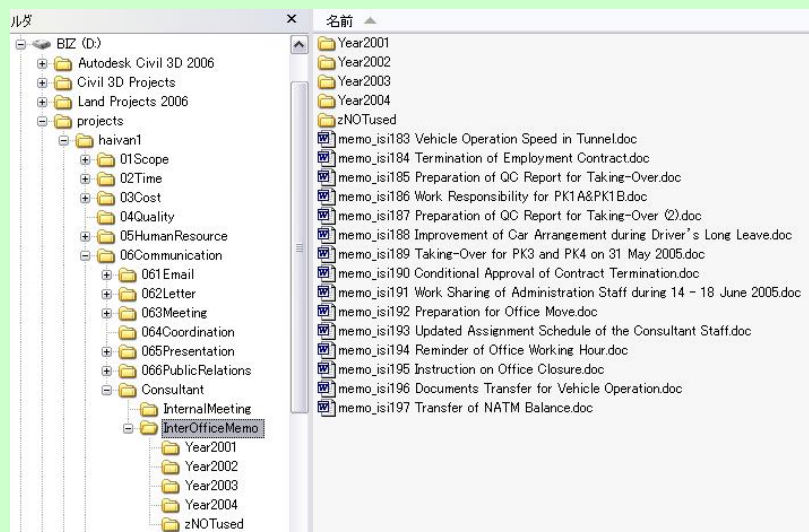 ルダ
BIZ (D:)
Autodesk Civil 3D 2006
Civil 3D Projects
Land Projects 2006
projects
haivan1
01Scope
02Time
03Cost
04Quality
05HumanResource
06Communication
061Email
062Letter
063Meeting
064Coordination
065Presentation
066PublicRelations
Consultant
InternalMeeting
InterOfficeMemo
Year2001
Year2002
Year2003
Year2004
zNOTused
名前
Year2001
Year2002
Year2003
Year2004
zNOTused
memo_isi183 Vehicle Operation Speed in Tunnel.doc
memo_isi184 Termination of Employment Contract.doc
memo_isi185 Preparation of QC Report for Taking-Over.doc
memo_isi186 Work Responsibility for PK1A&PK1B.doc
memo_isi187 Preparation of QC Report for Taking-Over (2).doc
memo_isi188 Improvement of Car Arrangement during Driver's Long Leave.doc
memo_isi189 Taking-Over for PK3 and PK4 on 31 May 2005.doc
memo_isi190 Conditional Approval of Contract Termination.doc
memo_isi191 Work Sharing of Administration Staff during 14 - 18 June 2005.doc
memo_isi192 Preparation for Office Move.doc
memo_isi193 Updated Assignment Schedule of the Consultant Staff.doc
memo_isi194 Reminder of Office Working Hour.doc
memo_isi195 Instruction on Office Closure.doc
memo_isi196 Documents Transfer for Vehicle Operation.doc
memo_isi197 Transfer of NATM Balance.doc